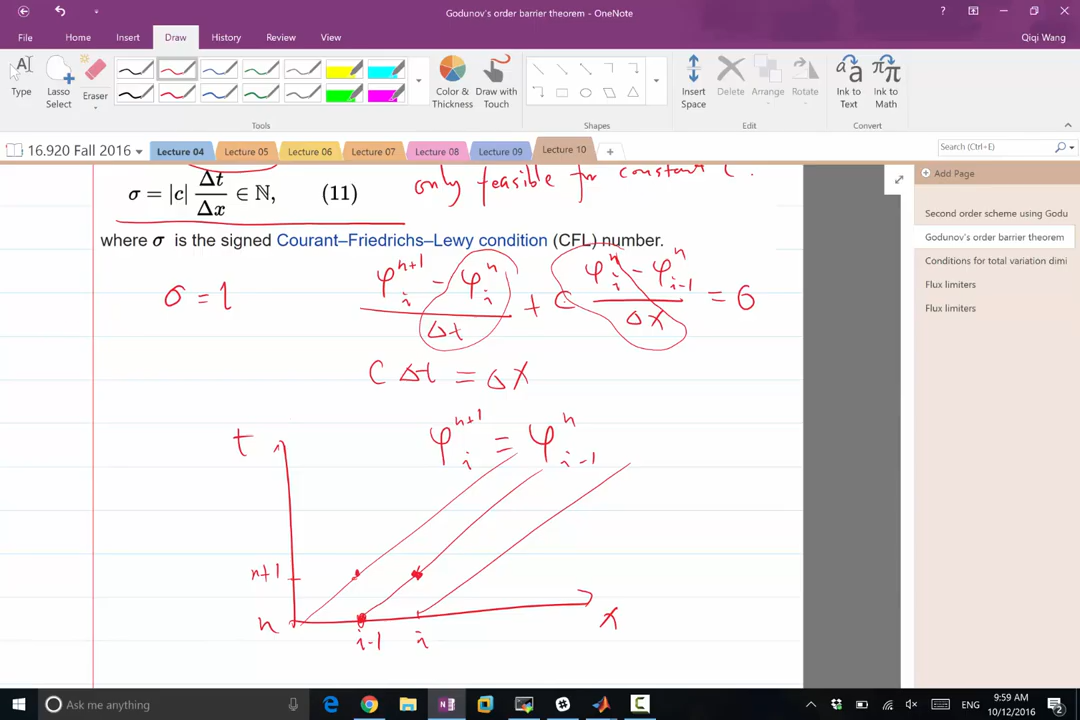 Godunov's order barrier theorem - OneNote
?
File Home Insert Draw History Review View Qiqi Wang
Type
Lasso Select
Eraser
Color & Thickness
Draw with Touch
Insert Space
Delete
Arrange
Rotate
Ink to Text
Ink to Math
Tools Shapes Edit Convert
16.920 Fall 2016 Lecture 04 Lecture 05 Lecture 06 Lecture 07 Lecture 08 Lecture 09 Lecture 10 +
Search (Ctrl+E)
Add Page
Second order scheme using Godu
Godunov's order barrier theorem
Conditions for total variation dimi
Flux limiters
Flux limiters
only feasible for constant c.
σ = |c| Δt/Δx ∈ ℕ, (11)
where σ is the signed Courant–Friedrichs–Lewy condition (CFL) number.
σ = 1
(φ_i^{n+1} - φ_i^n)/Δt + C (φ_i^n - φ_{i-1}^n)/Δx = 0
C Δt = Δx
φ_i^{n+1} = φ_{i-1}^n
t
n+1
n
i-1 i
x
Ask me anything
ENG
9:59 AM
10/12/2016
2